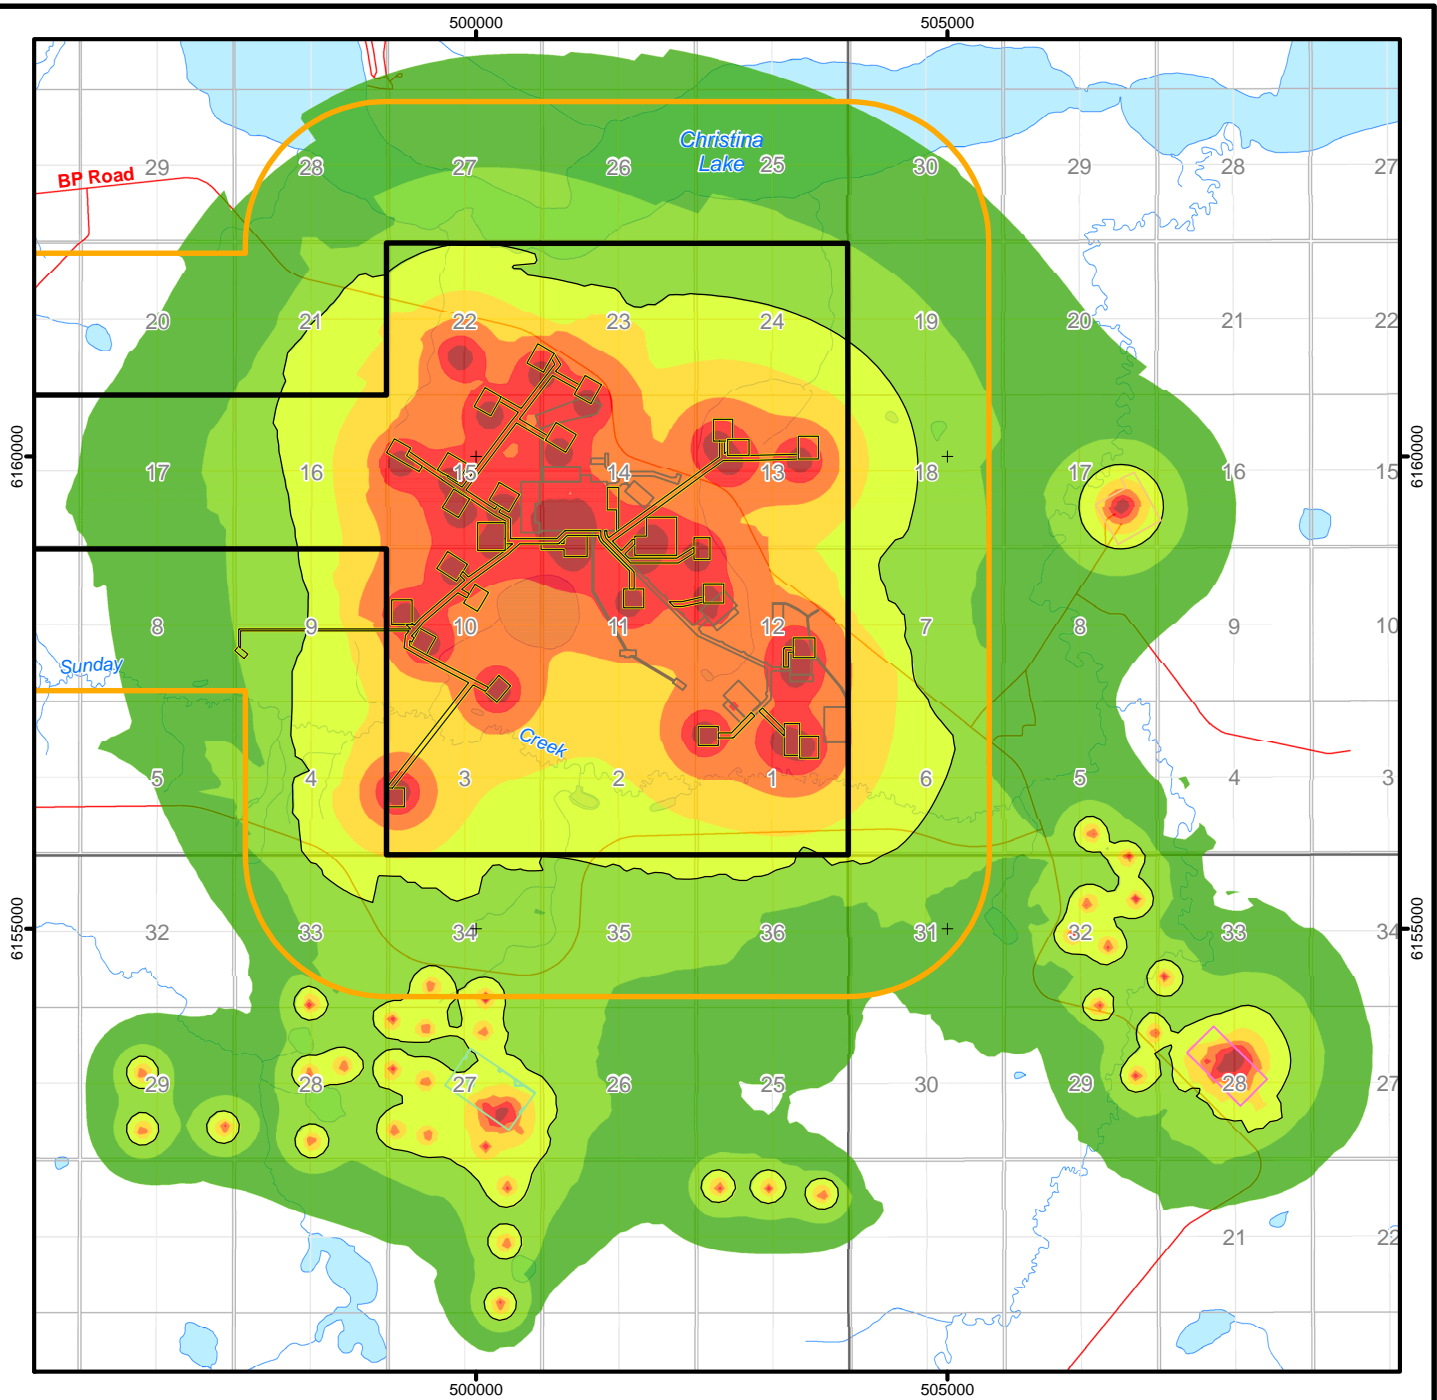 500000 505000
Christina
Lake
29 28 27 26 25 30 29 28 27
BP Road
20 21 22 23 24 19 20 21 22
6160000 6160000
17 16 15 14 13 18 17 16 15
8 9 10 11 12 7 8 9 10
Sunday
Creek
5 4 3 2 1 6 5 4 3
6155000 6155000
32 33 34 35 36 31 32 33 34
29 28 27 26 25 30 29 28 27
21 22
500000 505000